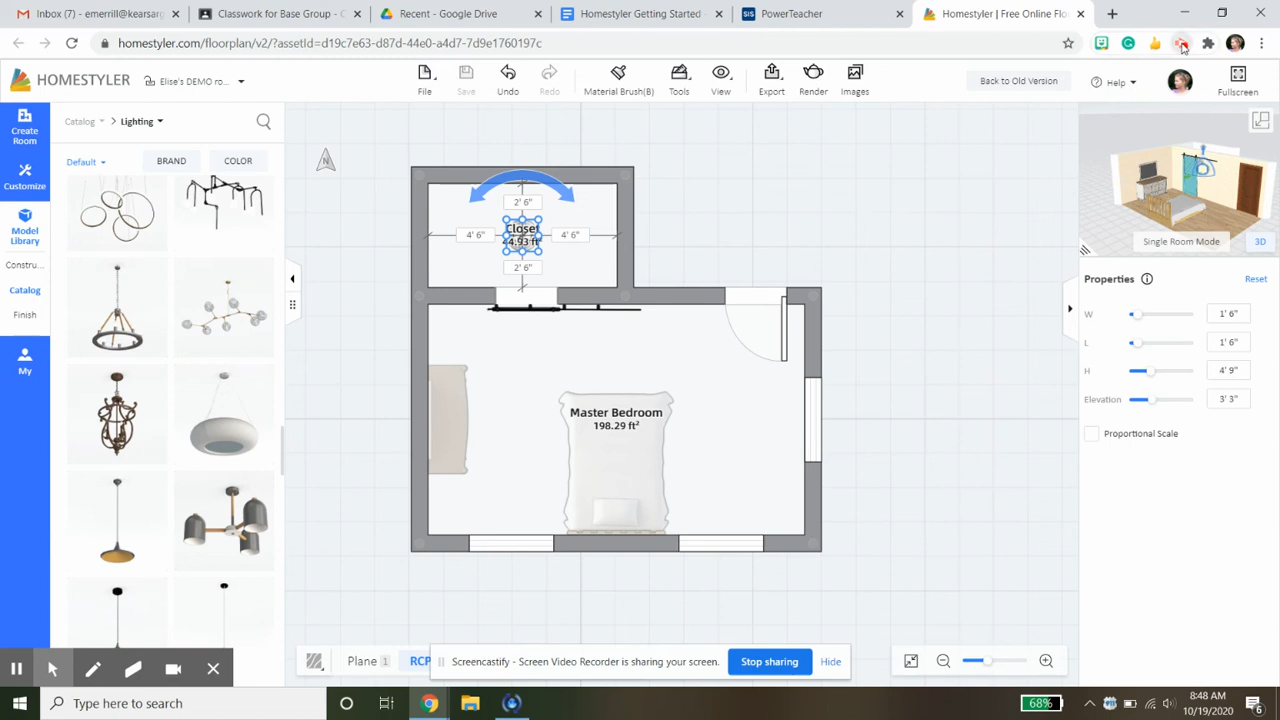 Inbox (7) - emerrill@kearsarg
Classwork for Base Group - C
Recent - Google Drive
Homestyler Getting Started -
PowerTeacher
Homestyler | Free Online Flo
homestyler.com/floorplan/v2/?assetId=d19c7e63-d87d-44e0-a4d7-7d9e1760197c
HOMESTYLER
Elise's DEMO ro...
File
Save
Undo
Redo
Material Brush(B)
Tools
View
Export
Render
Images
Back to Old Version
Help
Fullscreen
Create
Room
Customize
Model
Library
Constru...
Catalog
Finish
My
Catalog
Lighting
Default
BRAND
COLOR
N
2' 6"
4' 6"
Closet
44.93 ft²
4' 6"
2' 6"
Master Bedroom
198.29 ft²
Single Room Mode
3D
Properties
Reset
W
1' 6"
L
1' 6"
H
4' 9"
Elevation
3' 3"
Proportional Scale
Plane 1
RCP
Screencastify - Screen Video Recorder is sharing your screen.
Stop sharing
Hide
Type here to search
68%
8:48 AM
10/19/2020
6